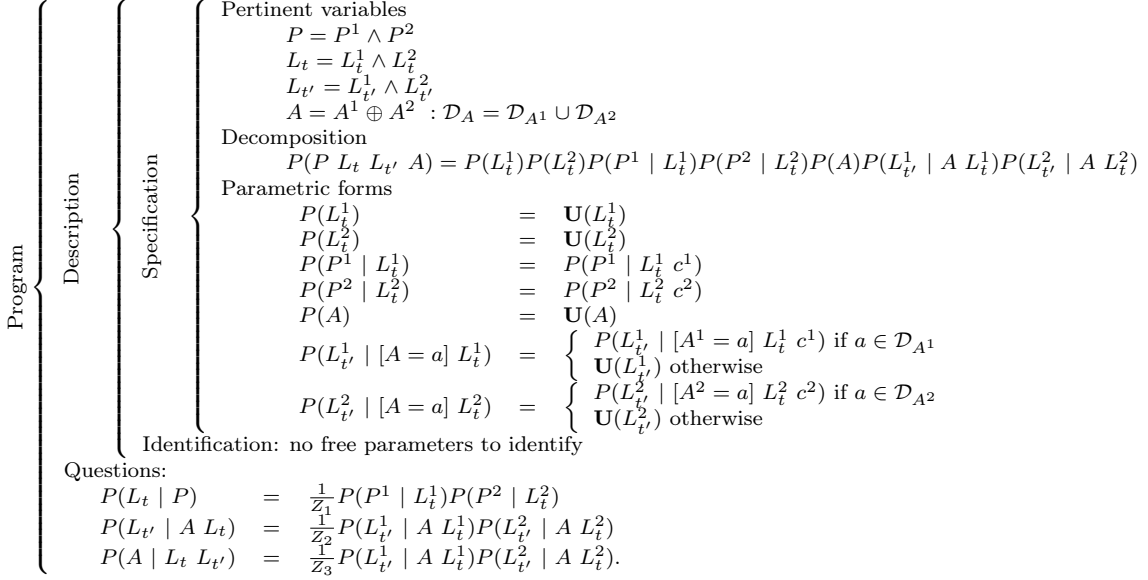 Program
Description
Specification
Pertinent variables
P = P^1 ∧ P^2
L_t = L_t^1 ∧ L_t^2
L_{t'} = L_{t'}^1 ∧ L_{t'}^2
A = A^1 ⊕ A^2 : 𝒟_A = 𝒟_{A^1} ∪ 𝒟_{A^2}
Decomposition
P(P L_t L_{t'} A) = P(L_t^1)P(L_t^2)P(P^1 | L_t^1)P(P^2 | L_t^2)P(A)P(L_{t'}^1 | A L_t^1)P(L_{t'}^2 | A L_t^2)
Parametric forms
P(L_t^1) = U(L_t^1)
P(L_t^2) = U(L_t^2)
P(P^1 | L_t^1) = P(P^1 | L_t^1 c^1)
P(P^2 | L_t^2) = P(P^2 | L_t^2 c^2)
P(A) = U(A)
P(L_{t'}^1 | [A = a] L_t^1) = { P(L_{t'}^1 | [A^1 = a] L_t^1 c^1) if a ∈ 𝒟_{A^1}
U(L_{t'}^1) otherwise
P(L_{t'}^2 | [A = a] L_t^2) = { P(L_{t'}^2 | [A^2 = a] L_t^2 c^2) if a ∈ 𝒟_{A^2}
U(L_{t'}^2) otherwise
Identification: no free parameters to identify
Questions:
P(L_t | P) = \frac{1}{Z_1} P(P^1 | L_t^1)P(P^2 | L_t^2)
P(L_{t'} | A L_t) = \frac{1}{Z_2} P(L_{t'}^1 | A L_t^1)P(L_{t'}^2 | A L_t^2)
P(A | L_t L_{t'}) = \frac{1}{Z_3} P(L_{t'}^1 | A L_t^1)P(L_{t'}^2 | A L_t^2).